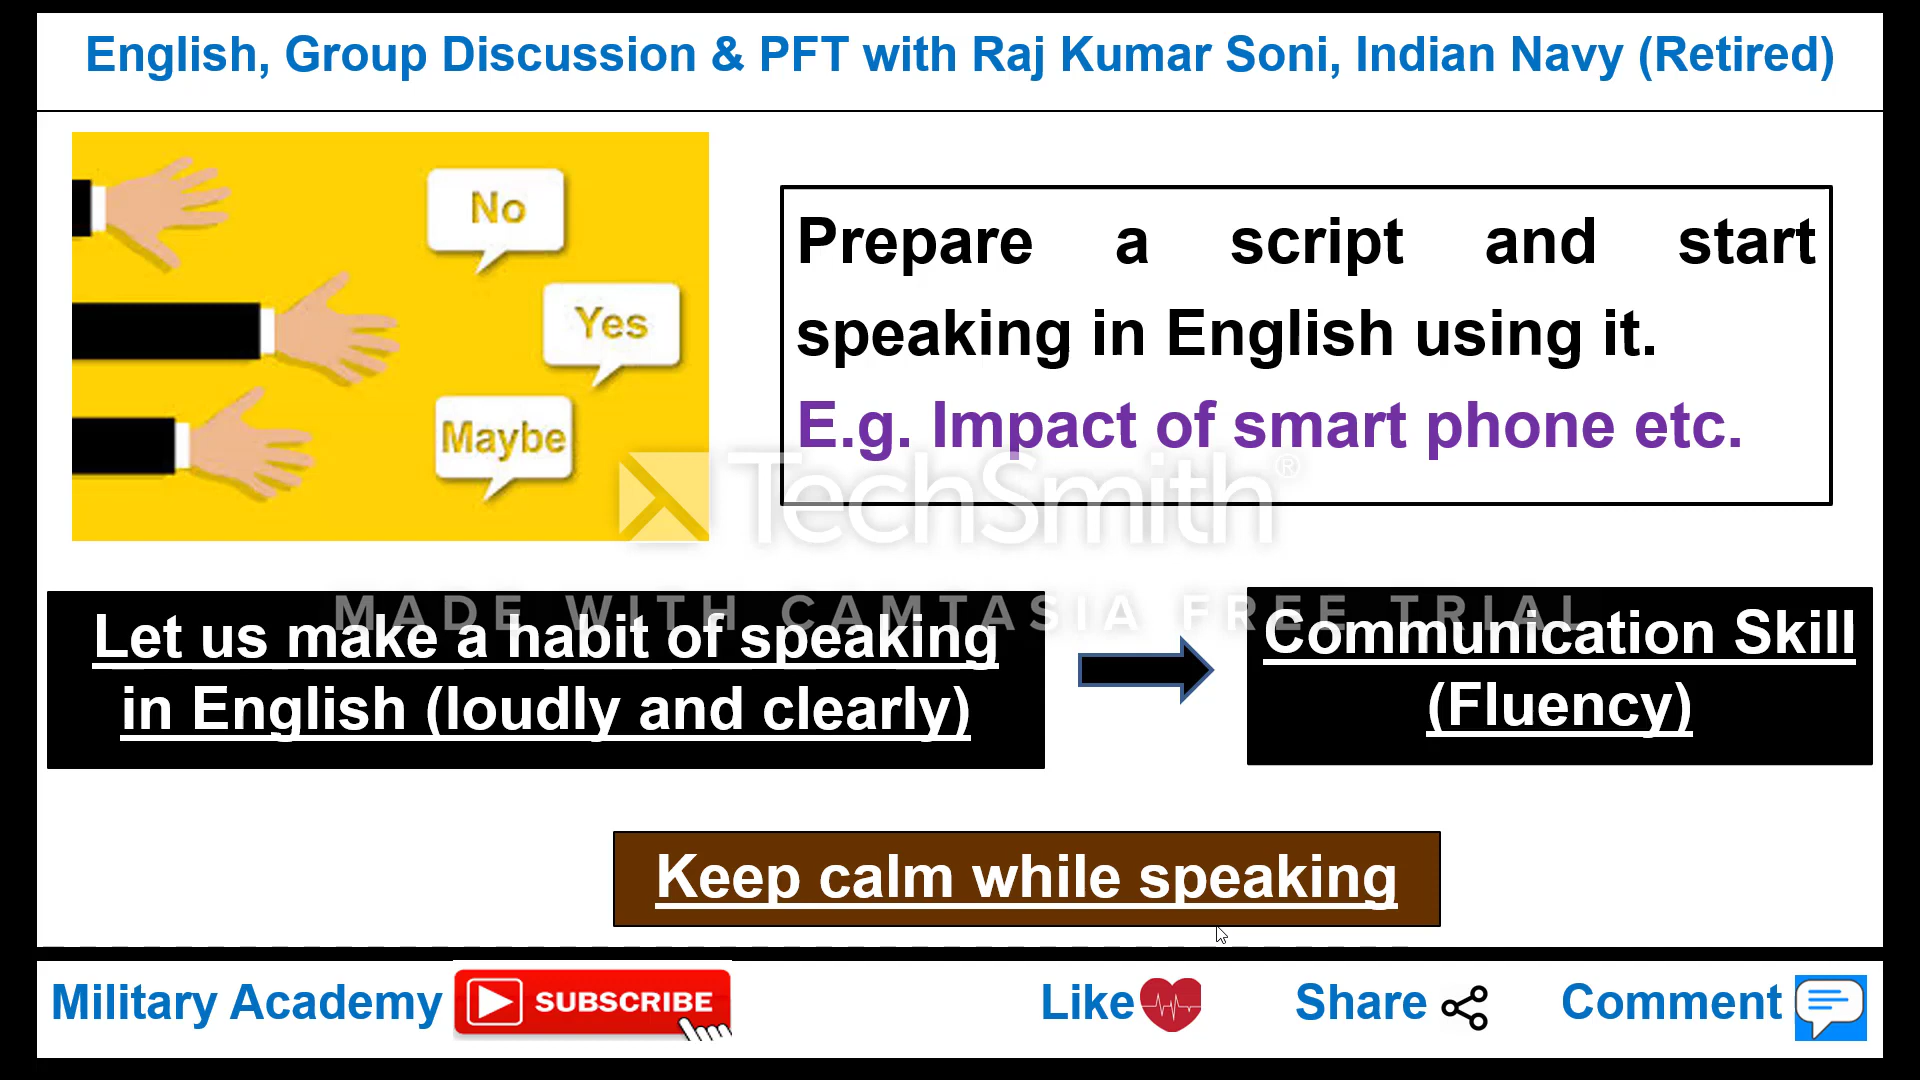 English, Group Discussion & PFT with Raj Kumar Soni, Indian Navy (Retired)
No
Yes
Maybe
Prepare a script and start
speaking in English using it.
E.g. Impact of smart phone etc.
TechSmith®
MADE WITH CAMTASIA FREE TRIAL
Let us make a habit of speaking
in English (loudly and clearly)
Communication Skill
(Fluency)
Keep calm while speaking
Military Academy SUBSCRIBE Like Share Comment